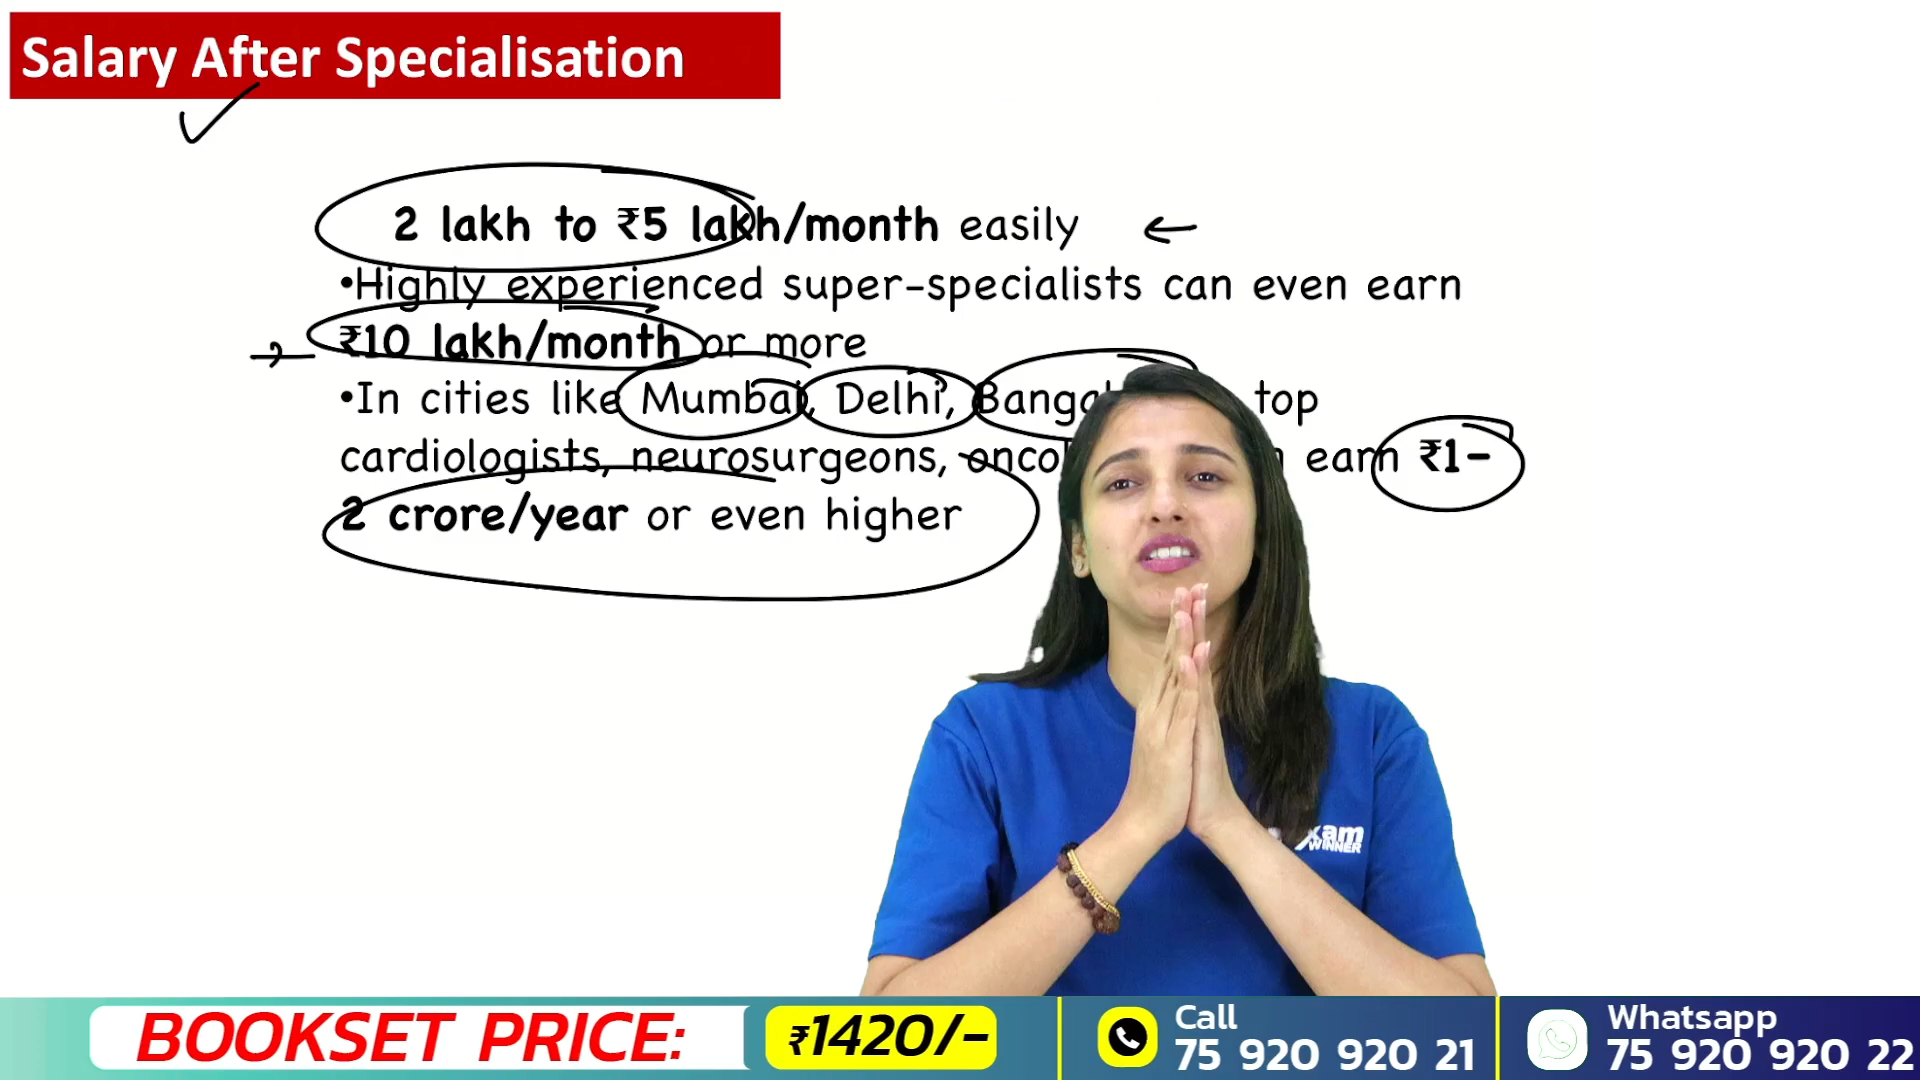 Salary After Specialisation
2 lakh to ₹5 lakh/month easily
•Highly experienced super-specialists can even earn
₹10 lakh/month or more
•In cities like Mumbai, Delhi, top
cardiologists, neurosurgeons, earn ₹1-
2 crore/year or even higher
xam
WINNER
BOOKSET PRICE:
₹1420/-
Call
75 920 920 21
Whatsapp
75 920 920 22